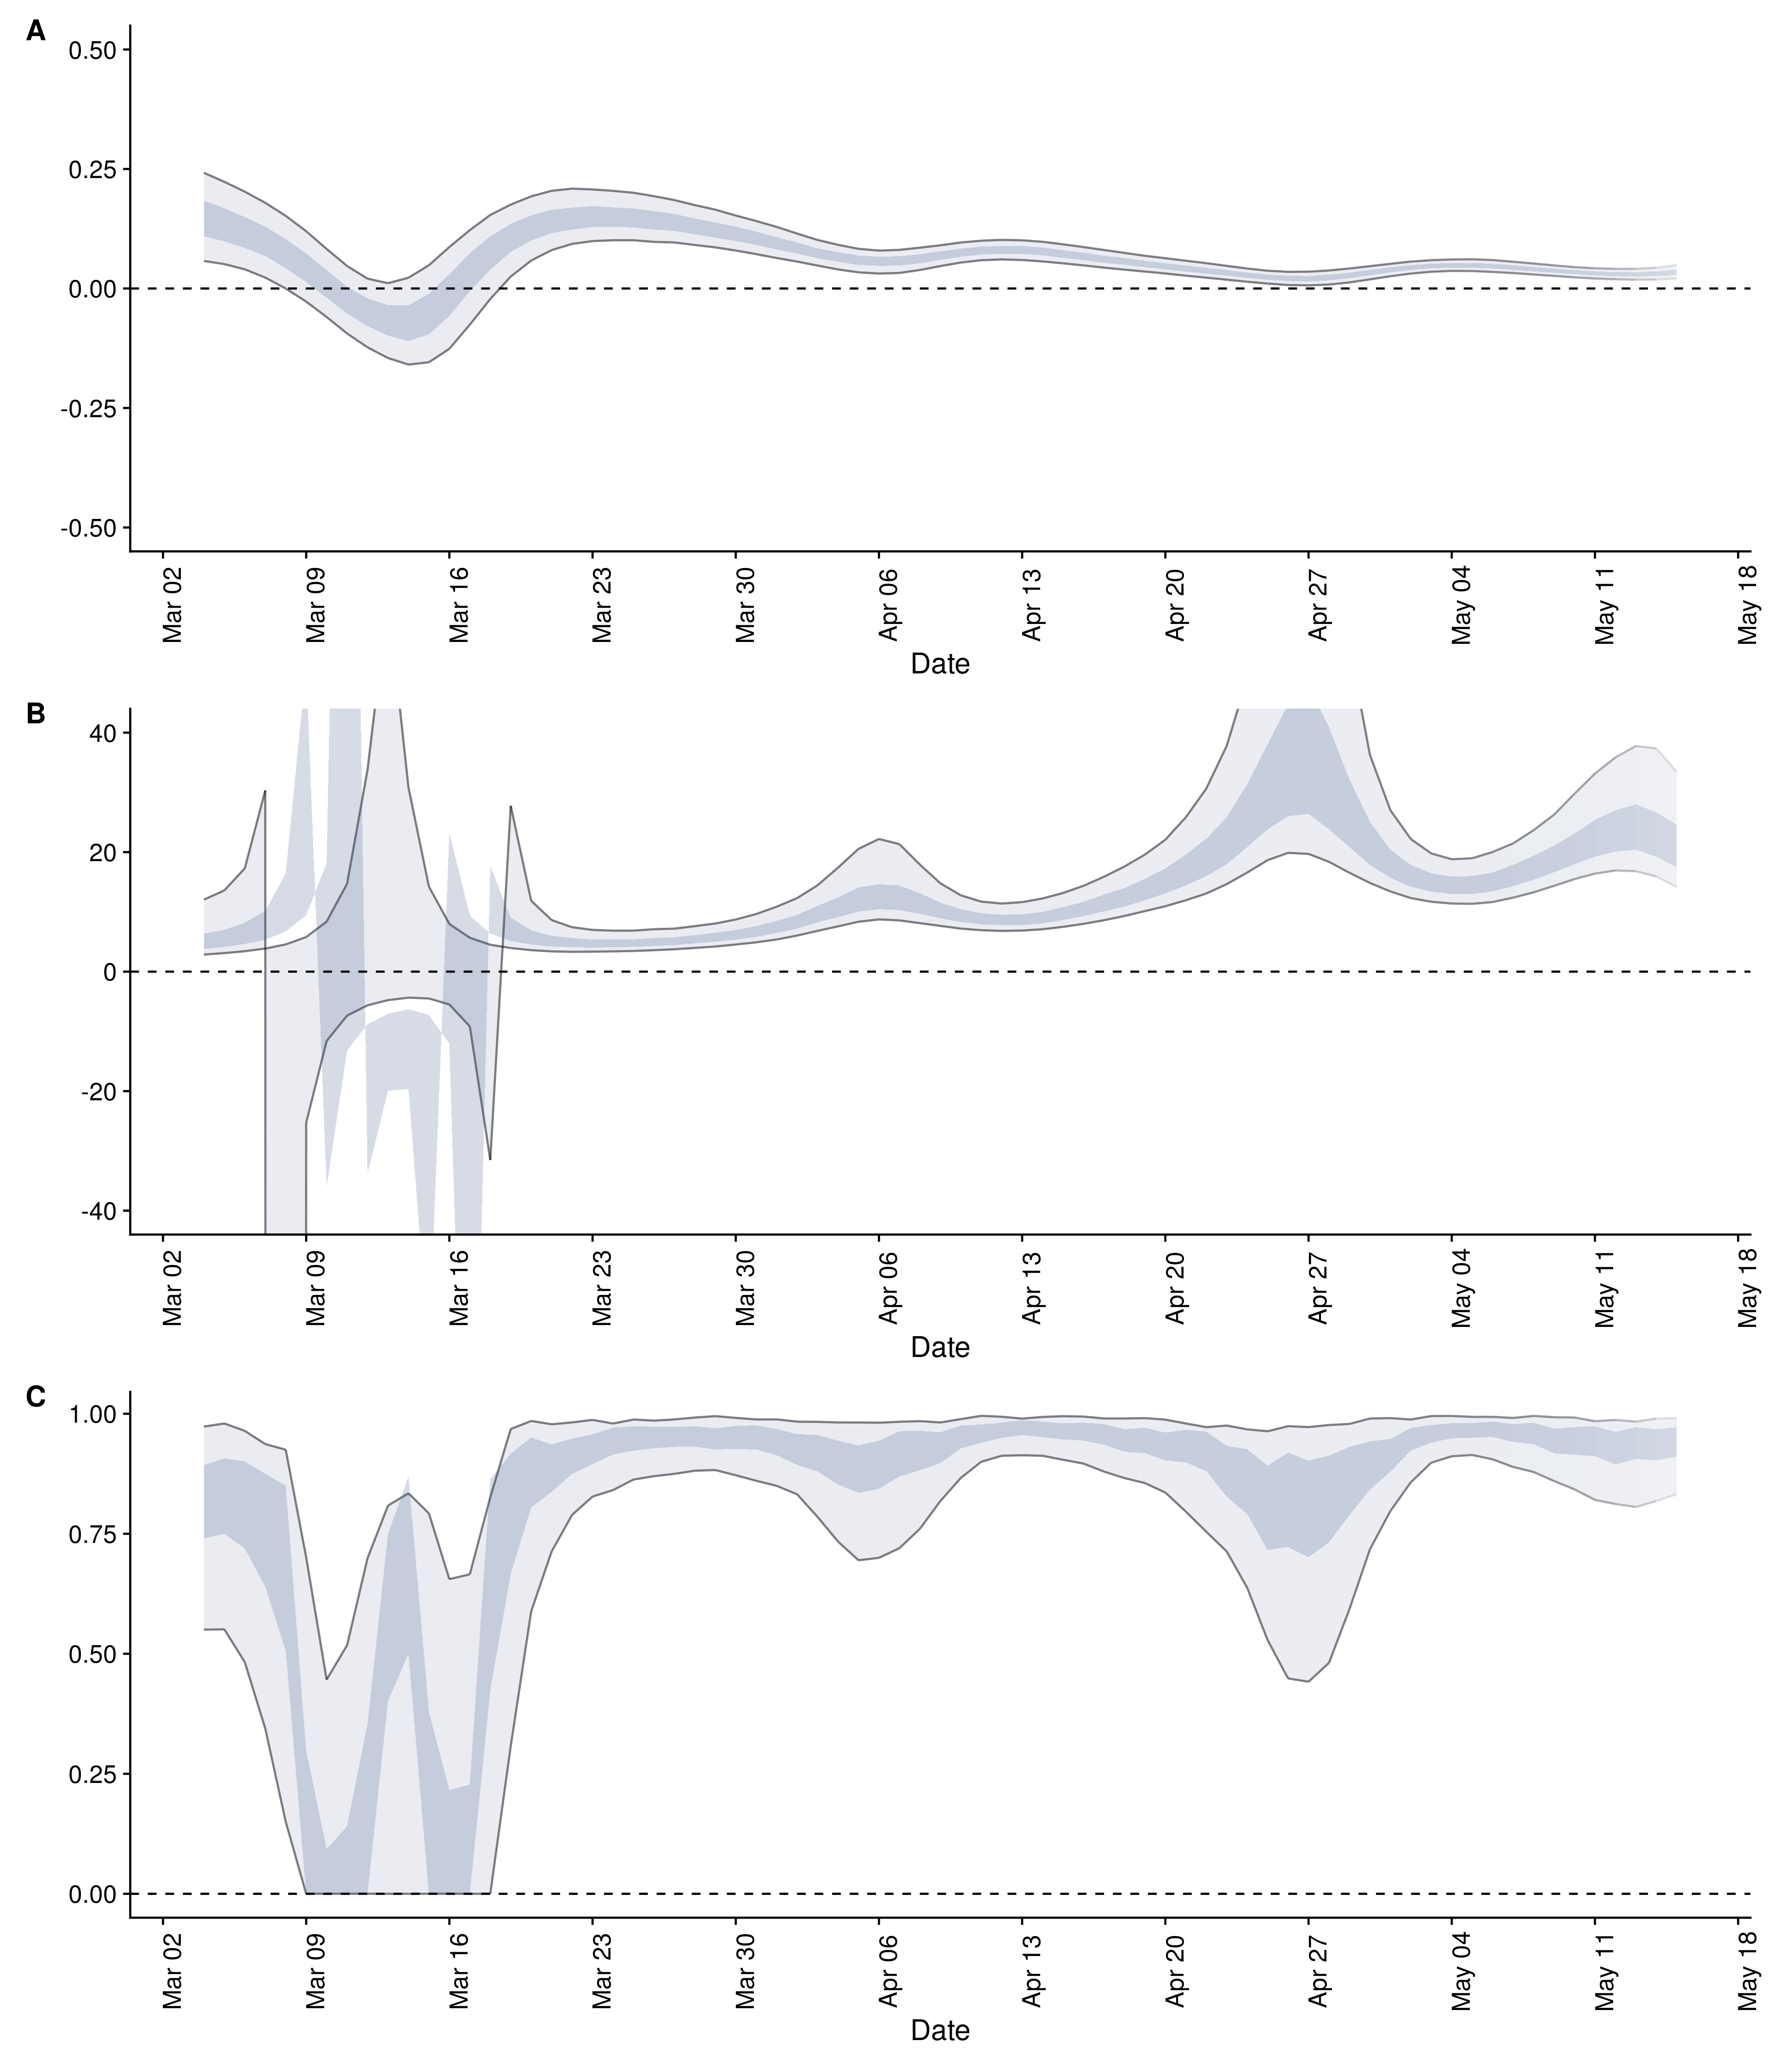 A
0.50
0.25
0.00
-0.25
-0.50
Mar 02
Mar 09
Mar 16
Mar 23
Mar 30
Apr 06
Apr 13
Apr 20
Apr 27
May 04
May 11
May 18
Date
B
40
20
0
-20
-40
Mar 02
Mar 09
Mar 16
Mar 23
Mar 30
Apr 06
Apr 13
Apr 20
Apr 27
May 04
May 11
May 18
Date
C
1.00
0.75
0.50
0.25
0.00
Mar 02
Mar 09
Mar 16
Mar 23
Mar 30
Apr 06
Apr 13
Apr 20
Apr 27
May 04
May 11
May 18
Date